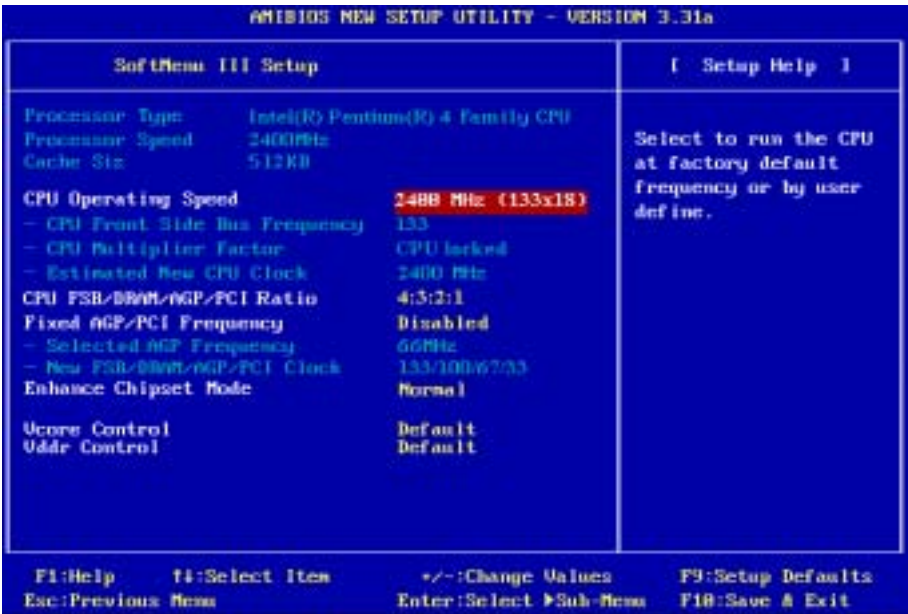 AMIBIOS NEW SETUP UTILITY - VERSION 3.31a
SoftMenu III Setup
[ Setup Help ]
Processor Type Intel(R) Pentium(R) 4 Family CPU
Processor Speed 2400MHz
Cache Siz 512KB
CPU Operating Speed 2400 MHz (133x18)
- CPU Front Side Bus Frequency 133
- CPU Multiplier Factor CPU locked
- Estimated New CPU Clock 2400 MHz
CPU FSB/DRAM/AGP/PCI Ratio 4:3:2:1
Fixed AGP/PCI Frequency Disabled
- Selected AGP Frequency 66MHz
- New FSB/DRAM/AGP/PCI Clock 133/100/67/33
Enhance Chipset Mode Normal
Vcore Control Default
Vddr Control Default
Select to run the CPU
at factory default
frequency or by user
define.
F1:Help ↑↓:Select Item +/-:Change Values F9:Setup Defaults
Esc:Previous Menu Enter:Select ▶Sub-Menu F10:Save & Exit